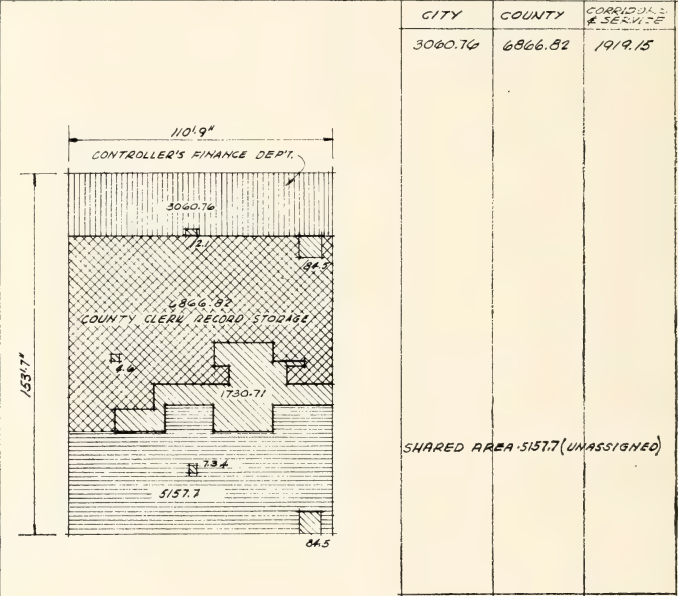 CITY COUNTY CORRIDORS & SERVICE
3060.76 6866.82 1919.15
110'.9"
CONTROLLER'S FINANCE DEP'T.
3060.76
12.1
84.5
6866.82
COUNTY CLERK RECORD STORAGE
4.6
153'.7"
1730.71
SHARED AREA·5157.7 (UNASSIGNED)
7.34
5157.7
84.5